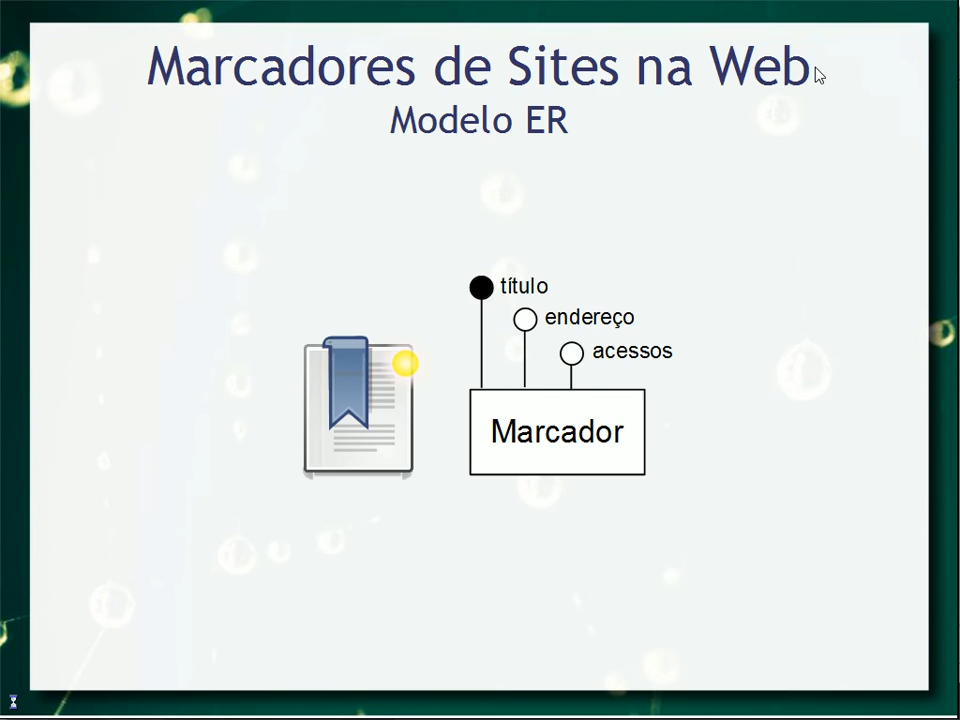 Marcadores de Sites na Web
Modelo ER
título
endereço
acessos
Marcador